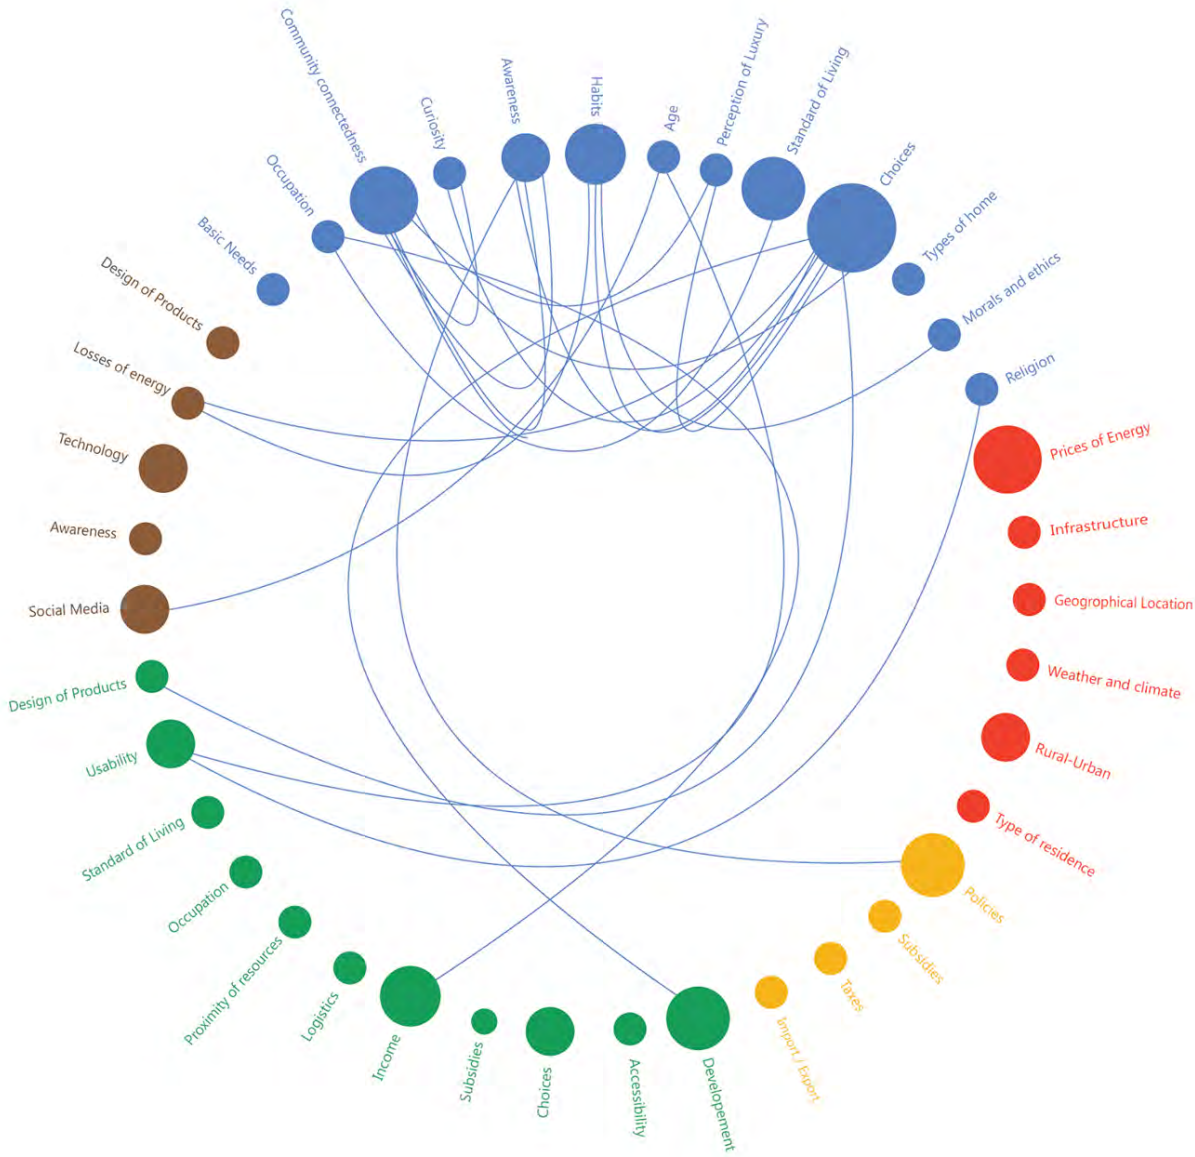 Community connectedness
Curiosity
Awareness
Habits
Age
Perception of Luxury
Standard of Living
Choices
Types of home
Morals and ethics
Religion
Prices of Energy
Infrastructure
Geogrophical Location
Weather and climate
Rural-Urban
Type of residence
Policies
Subsidies
Taxes
Import / Export
Developement
Accessibility
Choices
Subsidies
Income
Logistics
Proximity of resources
Occupation
Standard of Living
Usability
Design of Products
Social Media
Awareness
Technology
Losses of energy
Design of Products
Basic Needs
Occupation